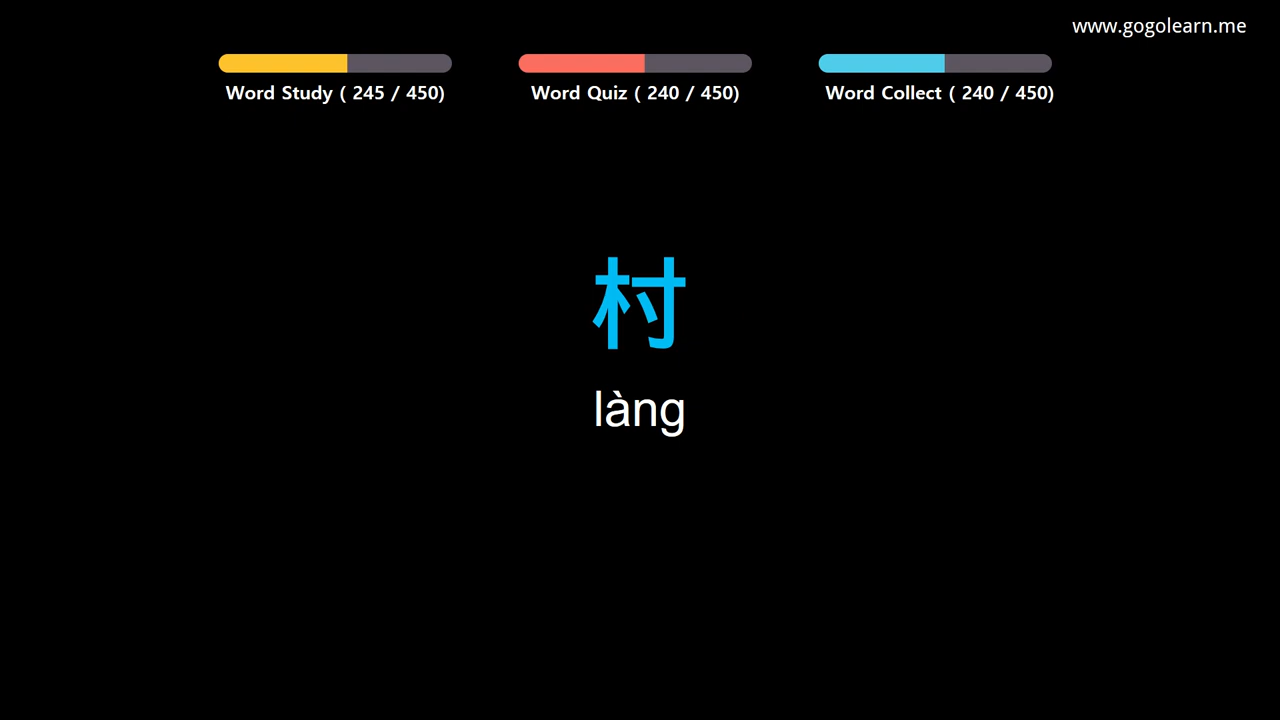 www.gogolearn.me
Word Study ( 245 / 450)
Word Quiz ( 240 / 450)
Word Collect ( 240 / 450)
村
làng